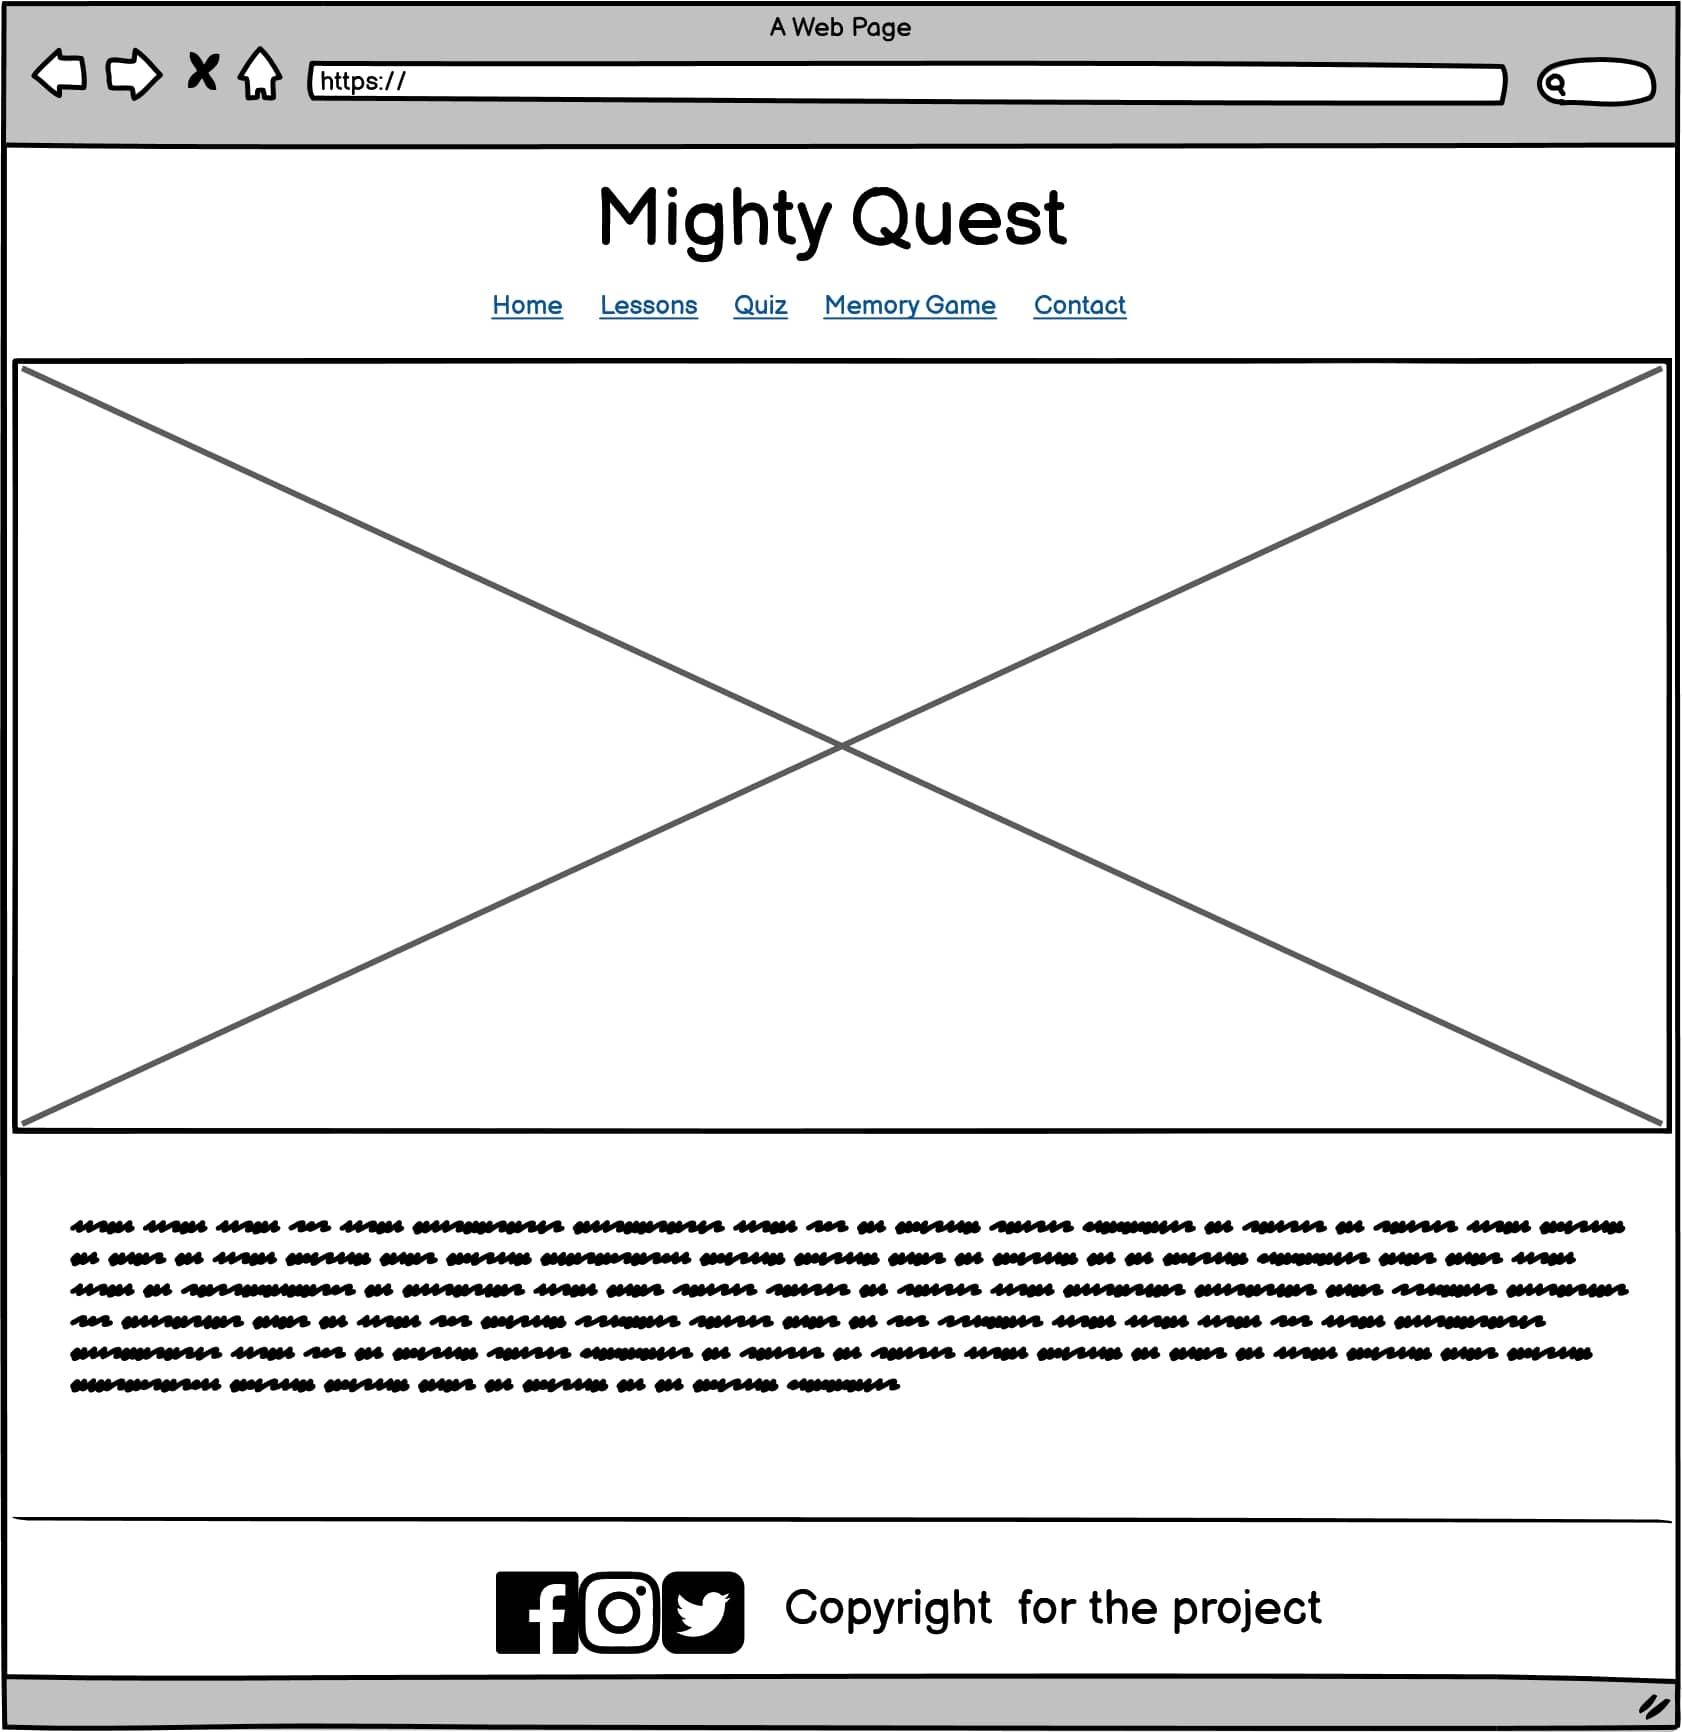 A Web Page
https://
Mighty Quest
Home Lessons Quiz Memory Game Contact
Copyright for the project